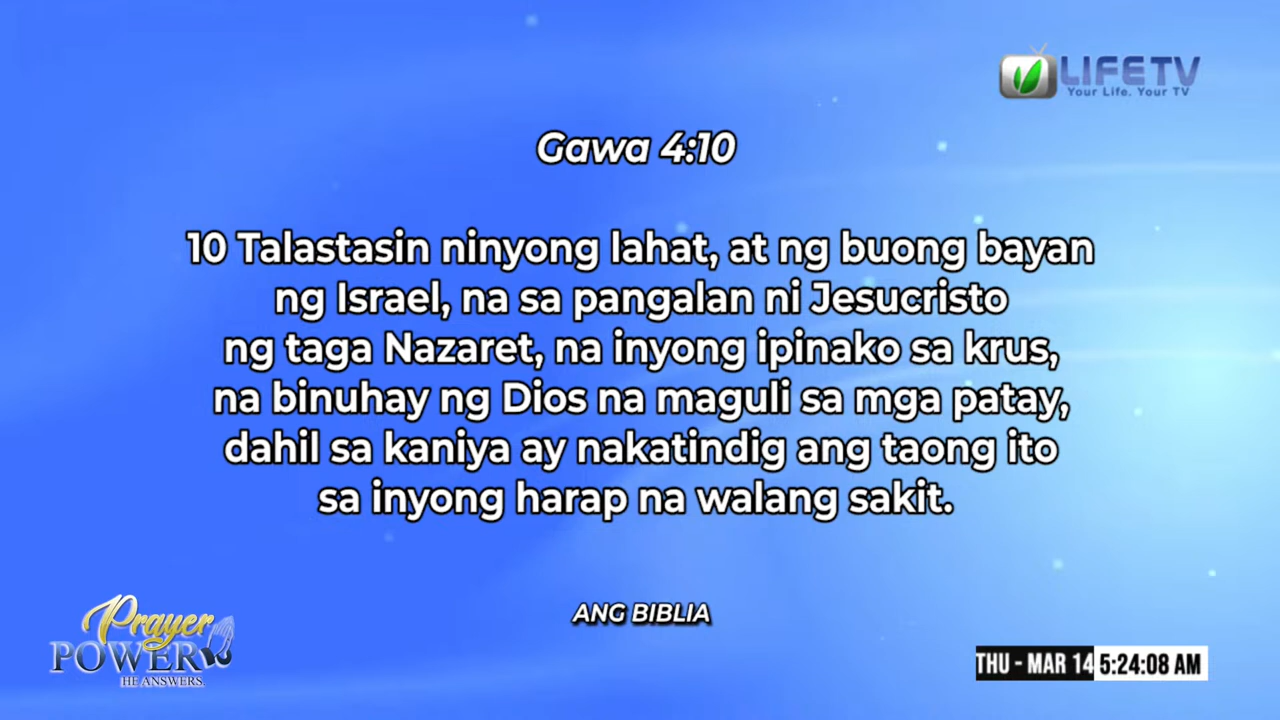 LIFETV
Your Life. Your TV
Gawa 4:10
10 Talastasin ninyong lahat, at ng buong bayan
ng Israel, na sa pangalan ni Jesucristo
ng taga Nazaret, na inyong ipinako sa krus,
na binuhay ng Dios na maguli sa mga patay,
dahil sa kaniya ay nakatindig ang taong ito
sa inyong harap na walang sakit.
ANG BIBLIA
Prayer
POWER
HE ANSWERS.
THU - MAR 14 5:24:08 AM